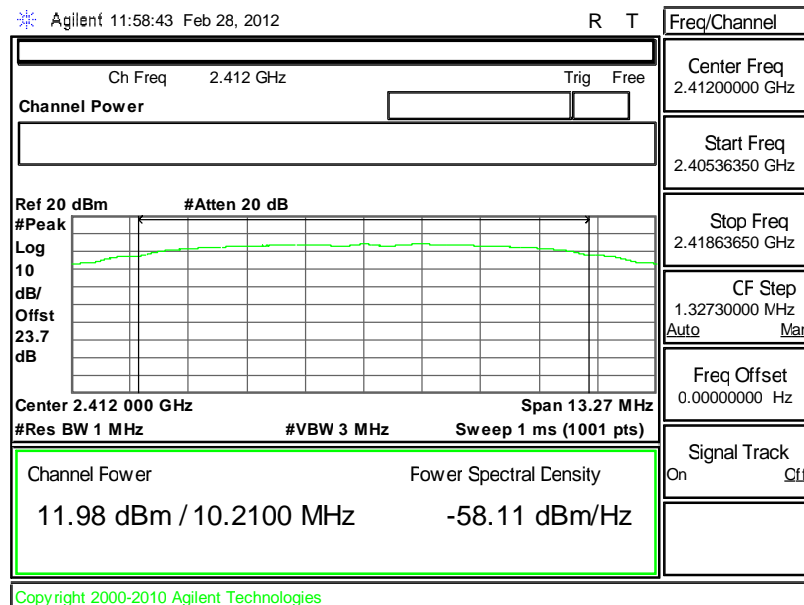 Agilent 11:58:43 Feb 28, 2012 R T
Freq/Channel
Ch Freq 2.412 GHz Trig Free
Channel Power
Center Freq
2.41200000 GHz
Start Freq
2.40536350 GHz
Stop Freq
2.41863650 GHz
CF Step
1.32730000 MHz
Auto Man
Freq Offset
0.00000000 Hz
Signal Track
On Off
Ref 20 dBm #Atten 20 dB
#Peak
Log
10
dB/
Offst
23.7
dB
Center 2.412 000 GHz Span 13.27 MHz
#Res BW 1 MHz #VBW 3 MHz Sweep 1 ms (1001 pts)
Channel Power Power Spectral Density
11.98 dBm / 10.2100 MHz -58.11 dBm/Hz
Copyright 2000-2010 Agilent Technologies